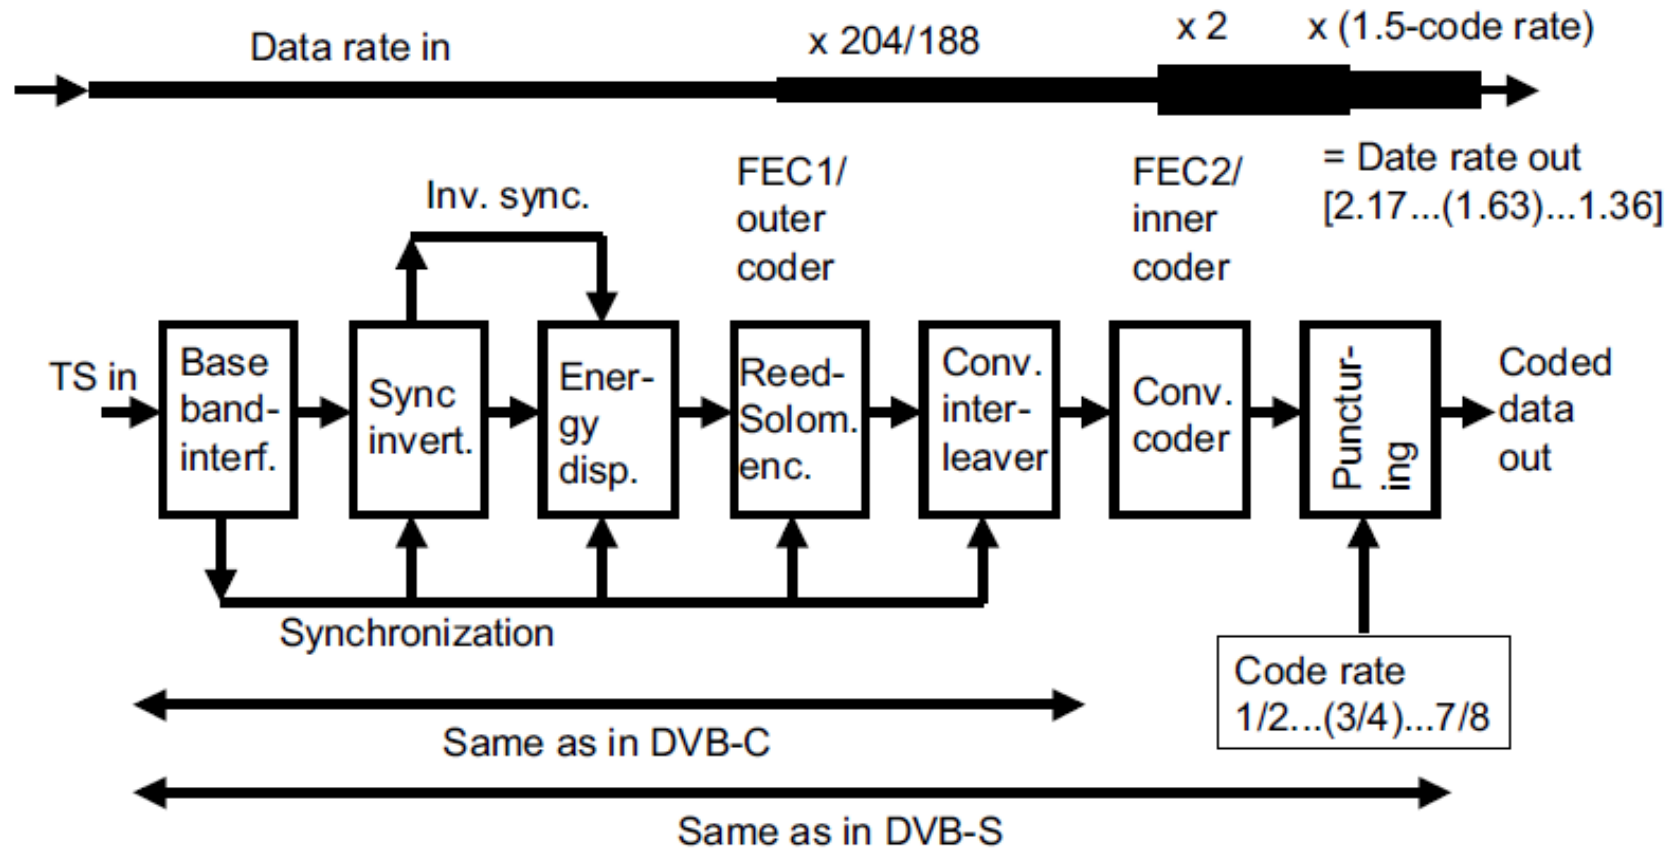 Data rate in
x 204/188
x 2
x (1.5-code rate)
= Date rate out
[2.17...(1.63)...1.36]
Inv. sync.
FEC1/
outer
coder
FEC2/
inner
coder
TS in
Base
band-
interf.
Sync
invert.
Ener-
gy
disp.
Reed-
Solom.
enc.
Conv.
inter-
leaver
Conv.
coder
Punctur-
ing
Coded
data
out
Synchronization
Code rate
1/2...(3/4)...7/8
Same as in DVB-C
Same as in DVB-S